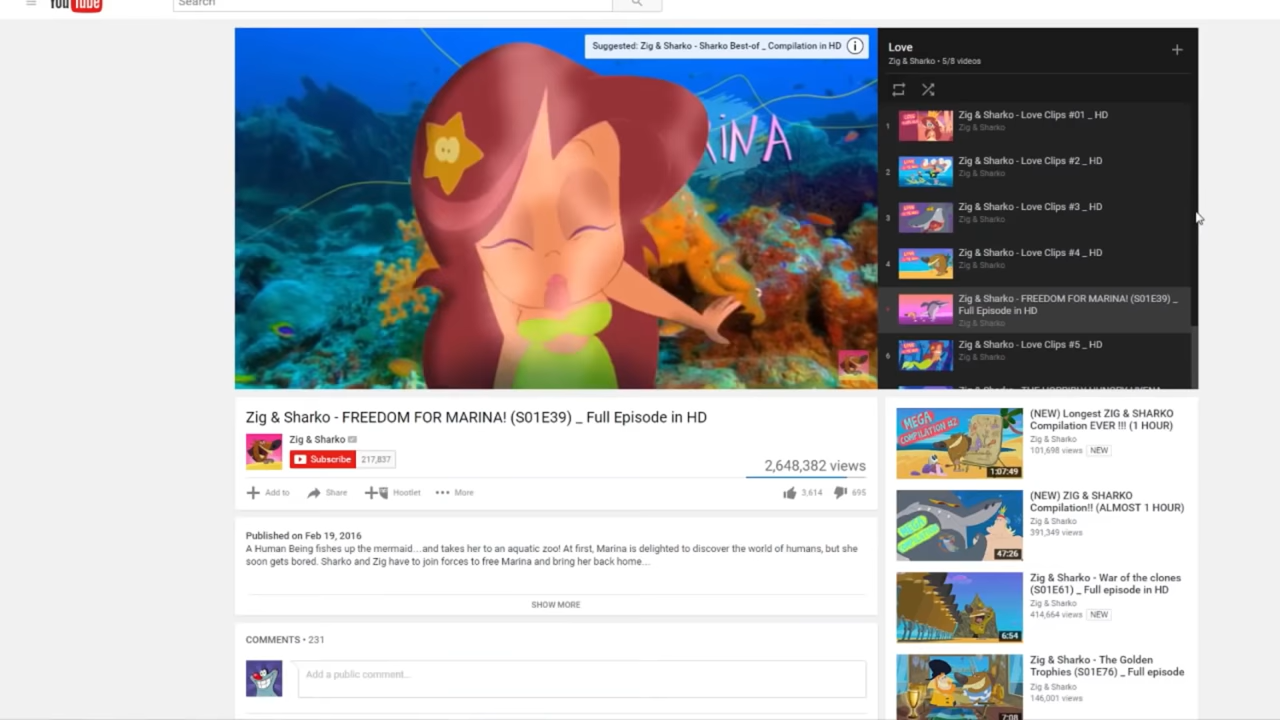 YouTube
Search
Suggested: Zig & Sharko - Sharko Best-of _ Compilation in HD
Love
Zig & Sharko • 5/8 videos
1
Zig & Sharko - Love Clips #01 _ HD
Zig & Sharko
2
Zig & Sharko - Love Clips #2 _ HD
Zig & Sharko
3
Zig & Sharko - Love Clips #3 _ HD
Zig & Sharko
4
Zig & Sharko - Love Clips #4 _ HD
Zig & Sharko
Zig & Sharko - FREEDOM FOR MARINA! (S01E39) _
Full Episode in HD
Zig & Sharko
6
Zig & Sharko - Love Clips #5 _ HD
Zig & Sharko
Zig & Sharko - FREEDOM FOR MARINA! (S01E39) _ Full Episode in HD
Zig & Sharko
Subscribe 217,837
2,648,382 views
Add to Share Hootlet More
3,614 695
Published on Feb 19, 2016
A Human Being fishes up the mermaid...and takes her to an aquatic zoo! At first, Marina is delighted to discover the world of humans, but she
soon gets bored. Sharko and Zig have to join forces to free Marina and bring her back home...
SHOW MORE
COMMENTS • 231
Add a public comment...
MEGA
COMPILATION #2
1:07:49
(NEW) Longest ZIG & SHARKO
Compilation EVER !!! (1 HOUR)
Zig & Sharko
101,698 views NEW
47:26
(NEW) ZIG & SHARKO
Compilation!! (ALMOST 1 HOUR)
Zig & Sharko
391,349 views
6:54
Zig & Sharko - War of the clones
(S01E61) _ Full episode in HD
Zig & Sharko
414,664 views NEW
7:08
Zig & Sharko - The Golden
Trophies (S01E76) _ Full episode
Zig & Sharko
146,001 views